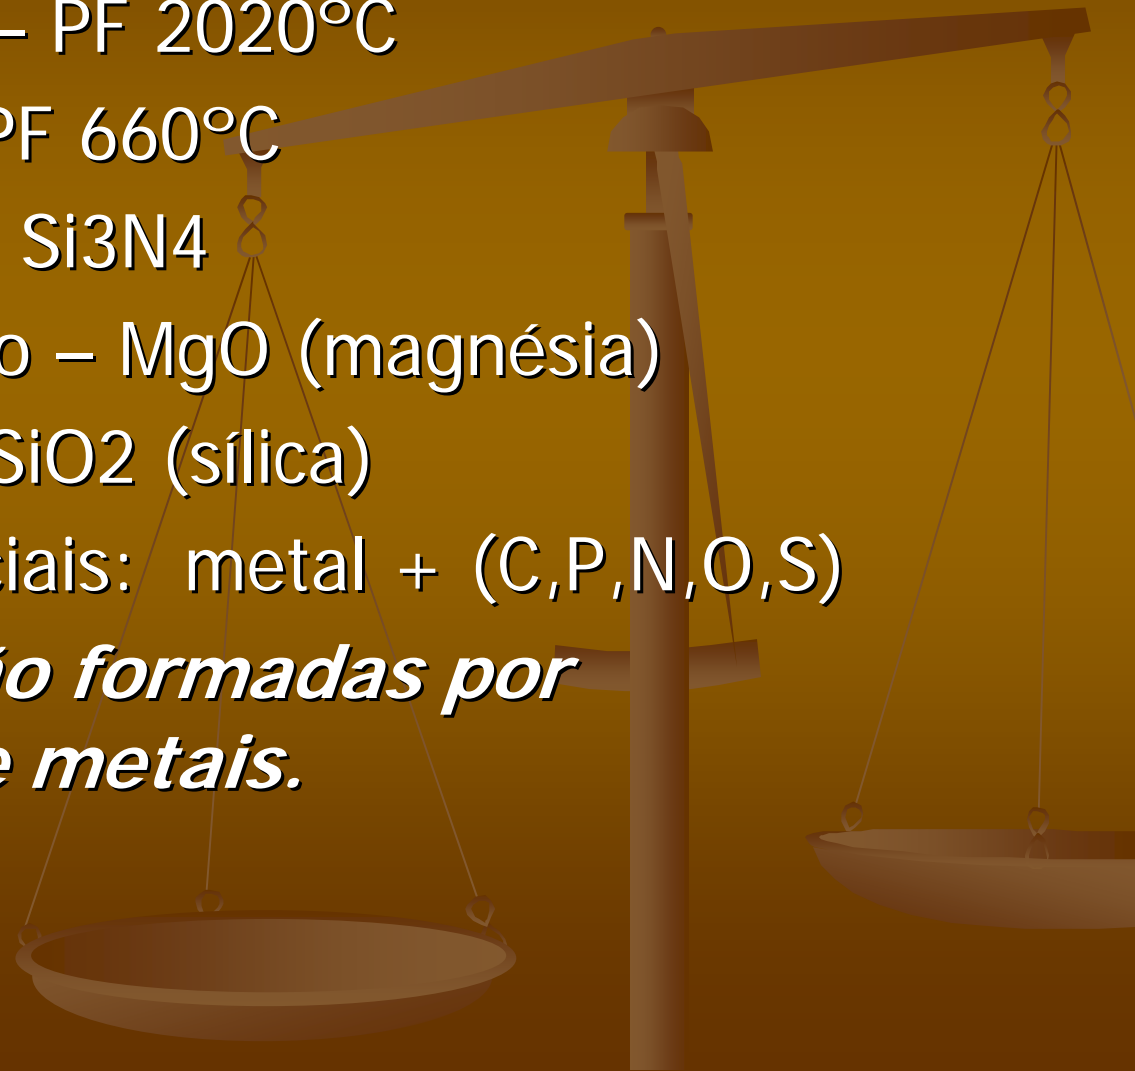 – PF 2020°C
PF 660°C
Si3N4
o – MgO (magnésia)
SiO2 (sílica)
ciais: metal + (C,P,N,O,S)
ão formadas por
e metais.